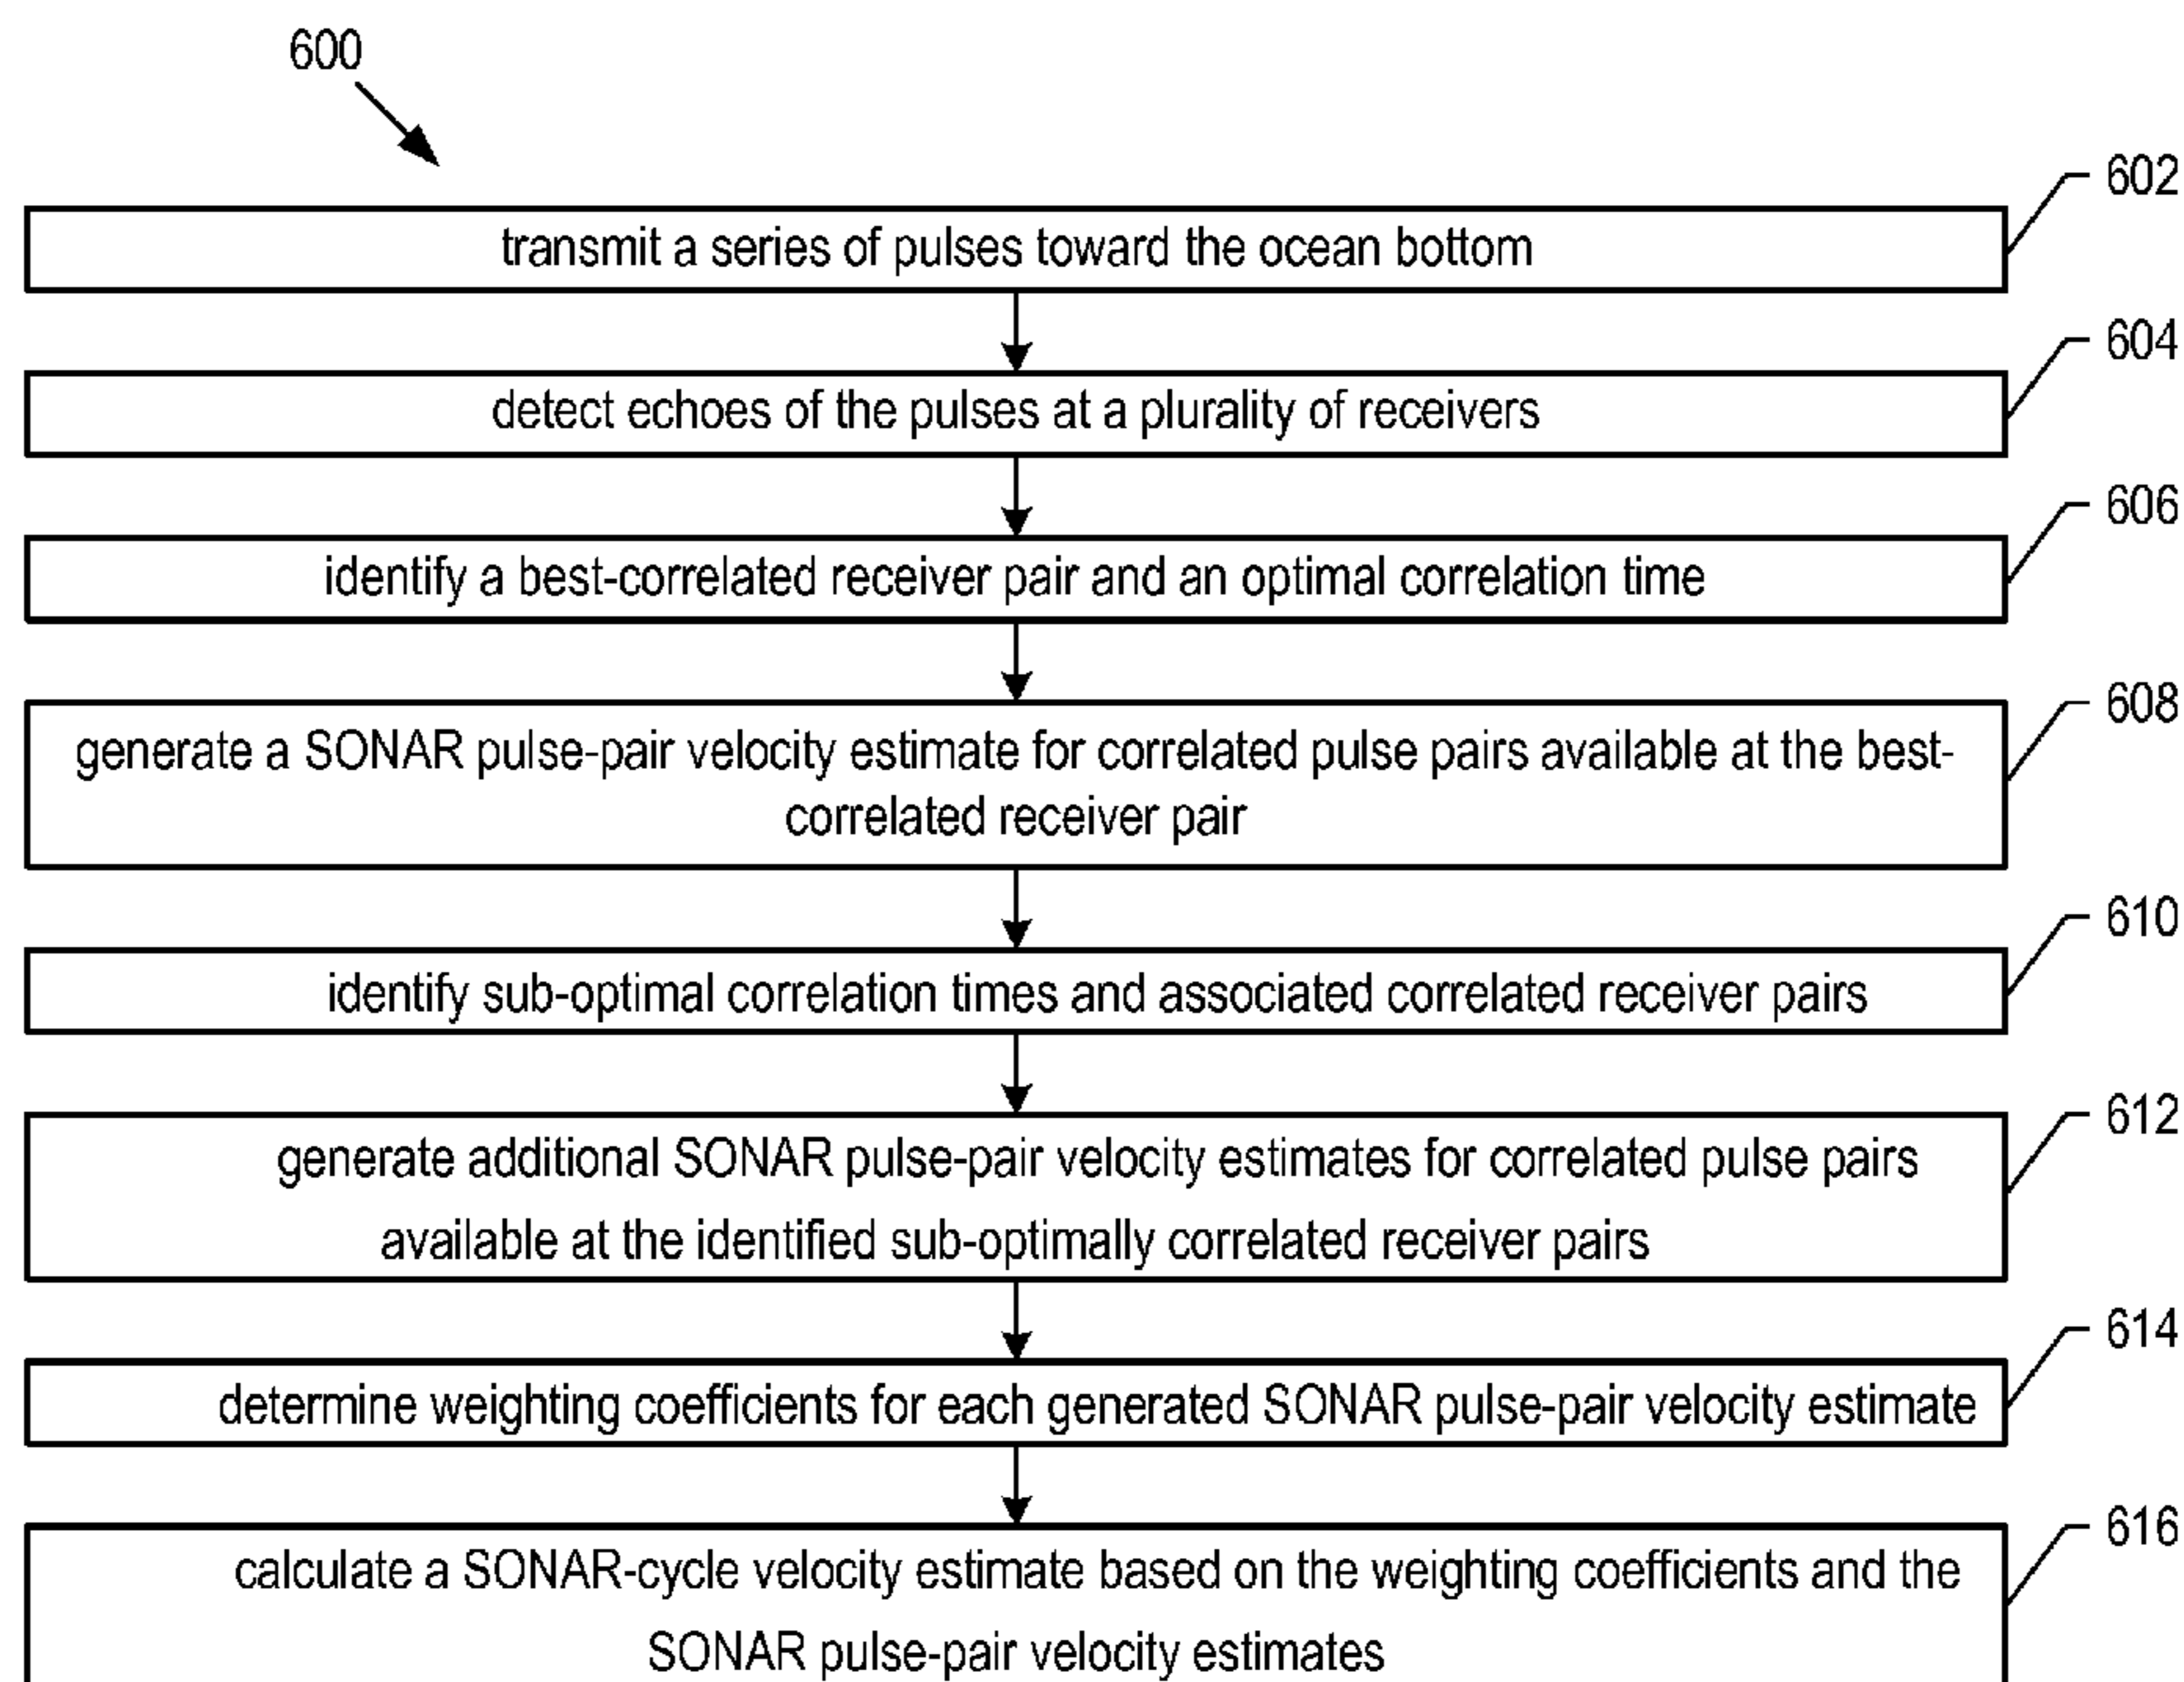 600
602
transmit a series of pulses toward the ocean bottom
604
detect echoes of the pulses at a plurality of receivers
606
identify a best-correlated receiver pair and an optimal correlation time
608
generate a SONAR pulse-pair velocity estimate for correlated pulse pairs available at the best-
correlated receiver pair
610
identify sub-optimal correlation times and associated correlated receiver pairs
612
generate additional SONAR pulse-pair velocity estimates for correlated pulse pairs
available at the identified sub-optimally correlated receiver pairs
614
determine weighting coefficients for each generated SONAR pulse-pair velocity estimate
616
calculate a SONAR-cycle velocity estimate based on the weighting coefficients and the
SONAR pulse-pair velocity estimates